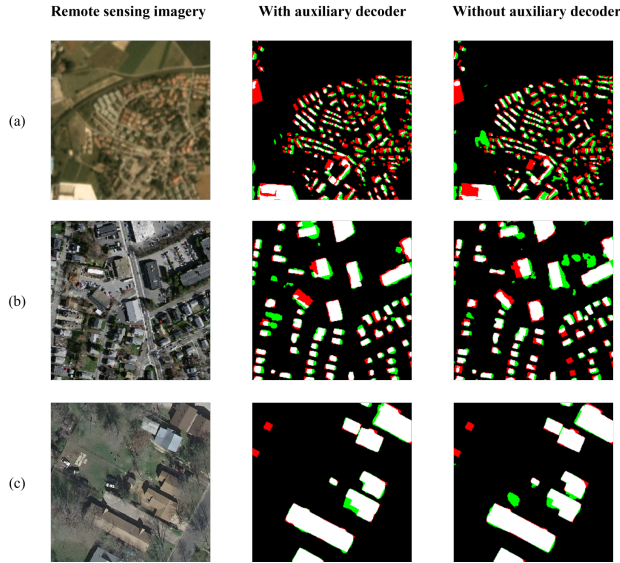 Remote sensing imagery With auxiliary decoder Without auxiliary decoder
(a)
(b)
(c)